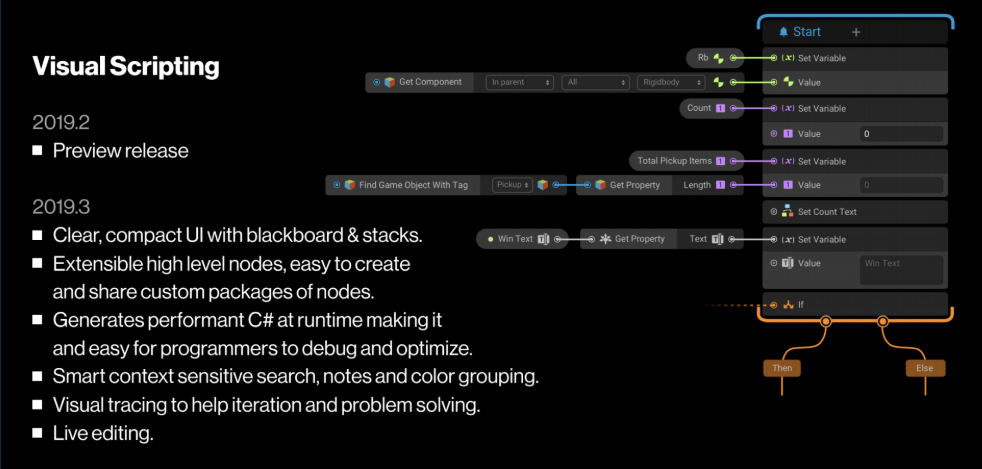 Visual Scripting
2019.2
Preview release
2019.3
Clear, compact UI with blackboard & stacks.
Extensible high level nodes, easy to create
and share custom packages of nodes.
Generates performant C# at runtime making it
and easy for programmers to debug and optimize.
Smart context sensitive search, notes and color grouping.
Visual tracing to help iteration and problem solving.
Live editing.
Start +
Rb (x) Set Variable
Get Component In parent All Rigidbody Value
Count 1 (x) Set Variable
1 Value 0
Total Pickup Items 1 (x) Set Variable
Find Game Object With Tag Pickup Get Property Length 1 1 Value 0
Set Count Text
Win Text Get Property Text (x) Set Variable
Value Win Text
If
Then Else